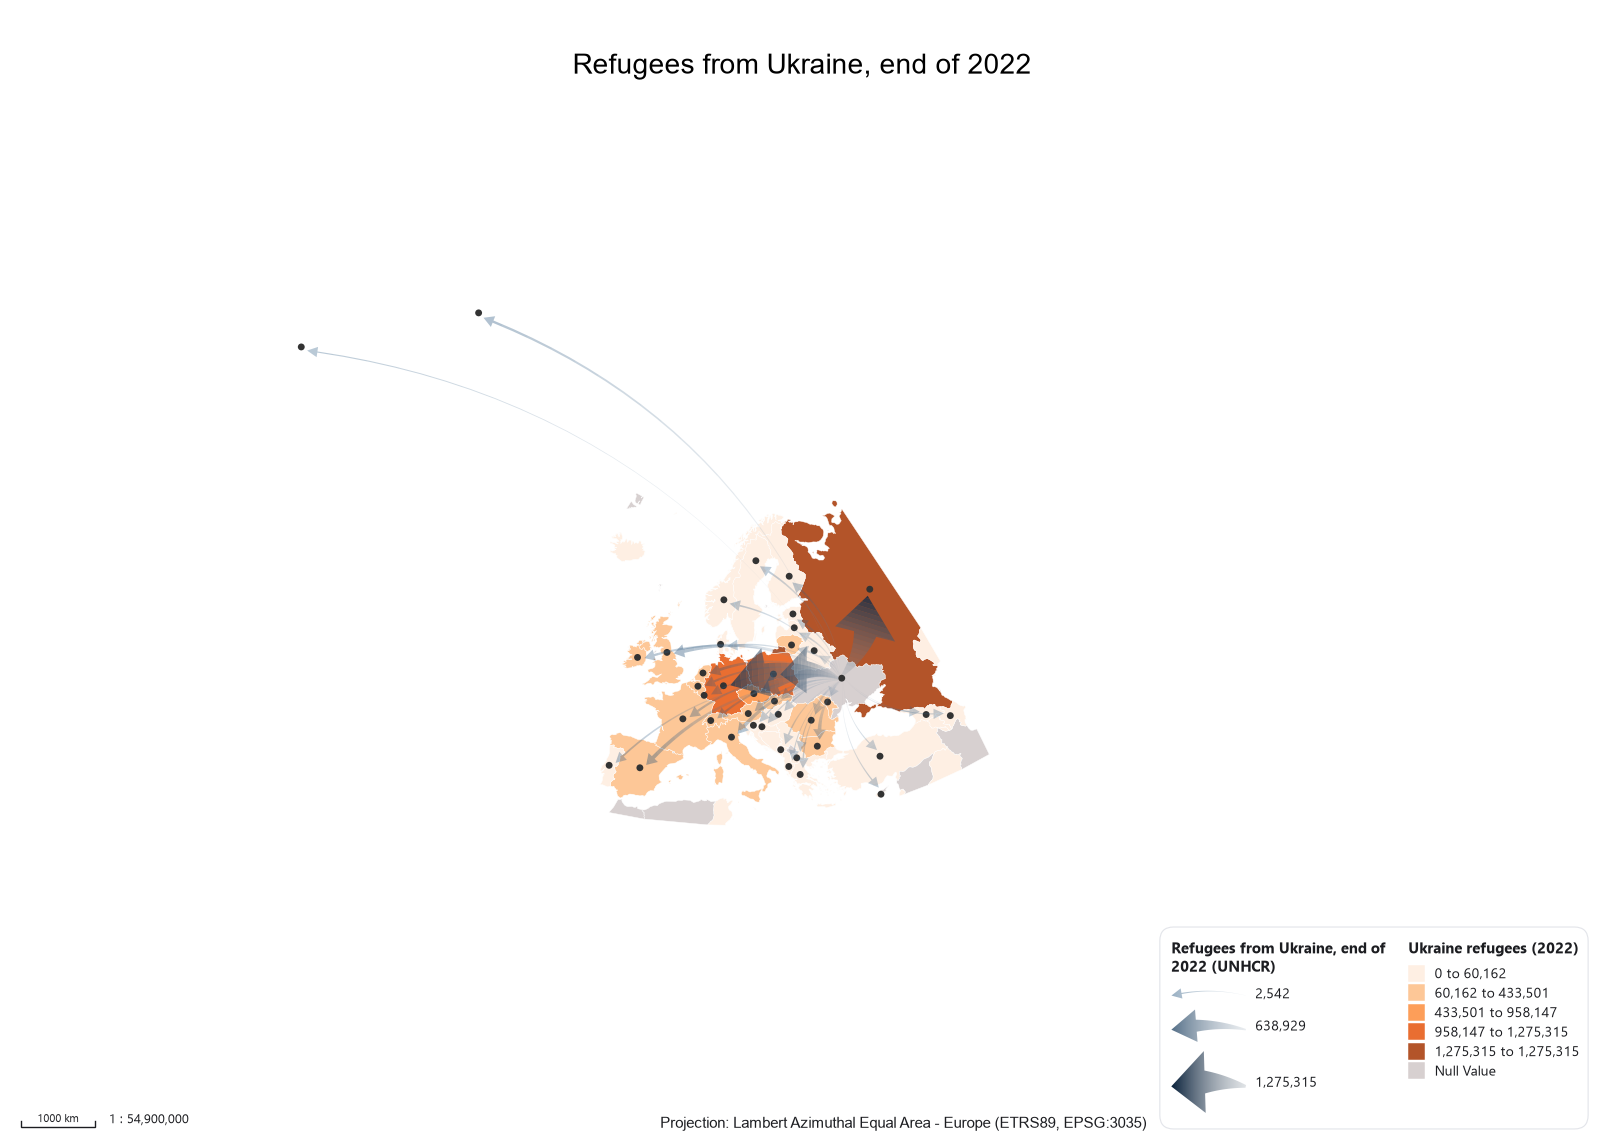 Refugees from Ukraine, end of 2022
Refugees from Ukraine, end of
2022 (UNHCR)
2,542
638,929
1,275,315
Ukraine refugees (2022)
0 to 60,162
60,162 to 433,501
433,501 to 958,147
958,147 to 1,275,315
1,275,315 to 1,275,315
Null Value
1000 km
1 : 54,900,000
Projection: Lambert Azimuthal Equal Area - Europe (ETRS89, EPSG:3035)